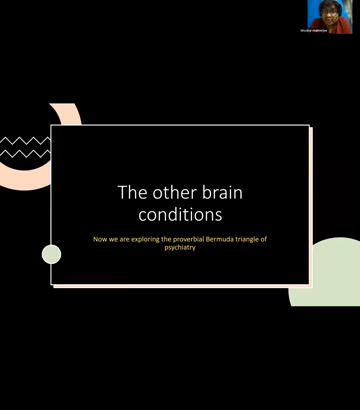 The other brain
conditions
Now we are exploring the proverbial Bermuda triangle of
psychiatry